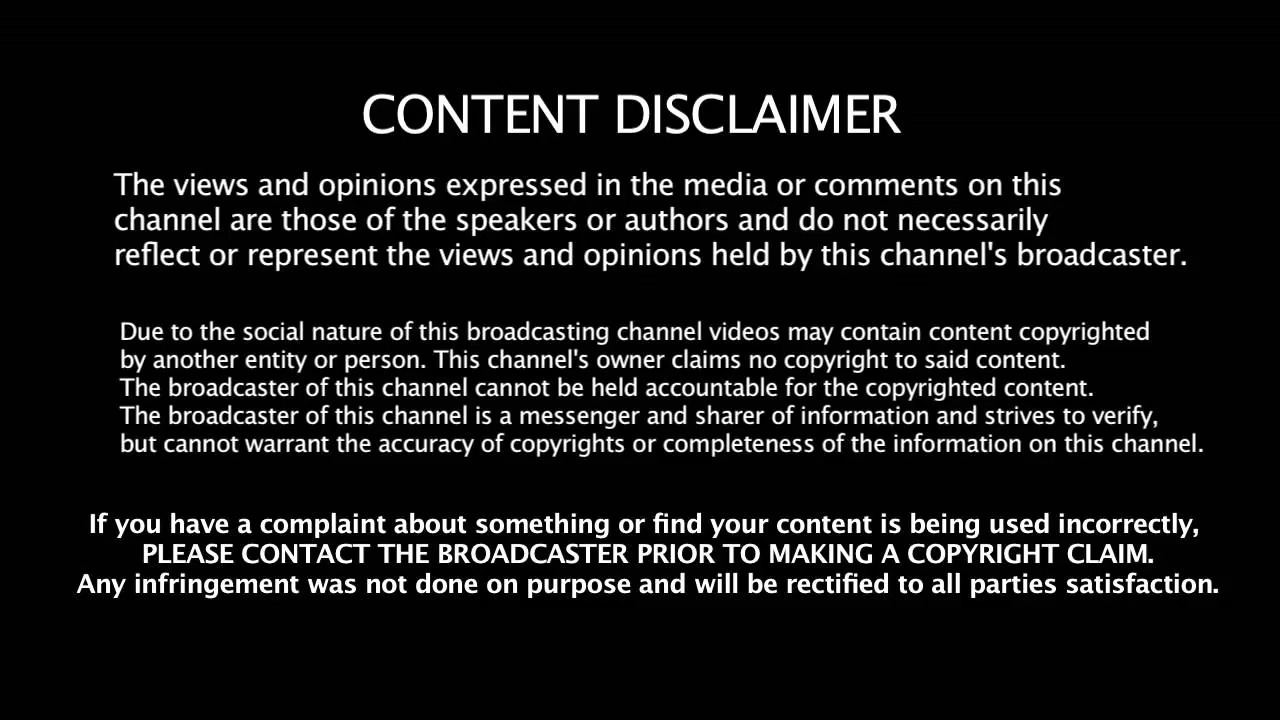 CONTENT DISCLAIMER
The views and opinions expressed in the media or comments on this
channel are those of the speakers or authors and do not necessarily
reflect or represent the views and opinions held by this channel's broadcaster.
Due to the social nature of this broadcasting channel videos may contain content copyrighted
by another entity or person. This channel's owner claims no copyright to said content.
The broadcaster of this channel cannot be held accountable for the copyrighted content.
The broadcaster of this channel is a messenger and sharer of information and strives to verify,
but cannot warrant the accuracy of copyrights or completeness of the information on this channel.
If you have a complaint about something or find your content is being used incorrectly,
PLEASE CONTACT THE BROADCASTER PRIOR TO MAKING A COPYRIGHT CLAIM.
Any infringement was not done on purpose and will be rectified to all parties satisfaction.